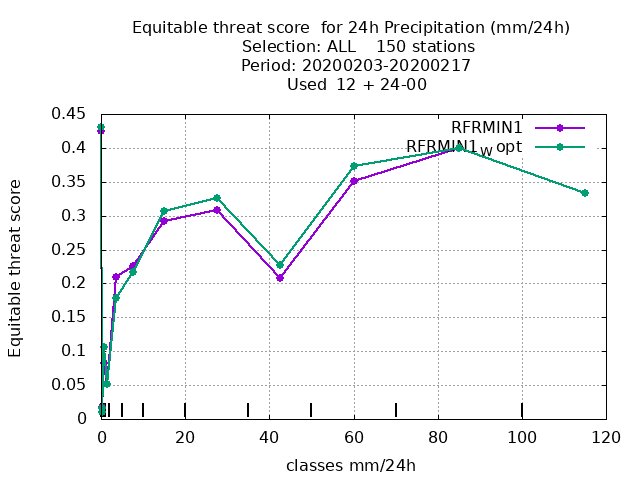 Equitable threat score for 24h Precipitation (mm/24h)
Selection: ALL 150 stations
Period: 20200203-20200217
Used 12 + 24-00
RFRMIN1
RFRMIN1w opt
0.45
0.4
0.35
0.3
0.25
0.2
0.15
0.1
0.05
0
Equitable threat score
0 20 40 60 80 100 120
classes mm/24h